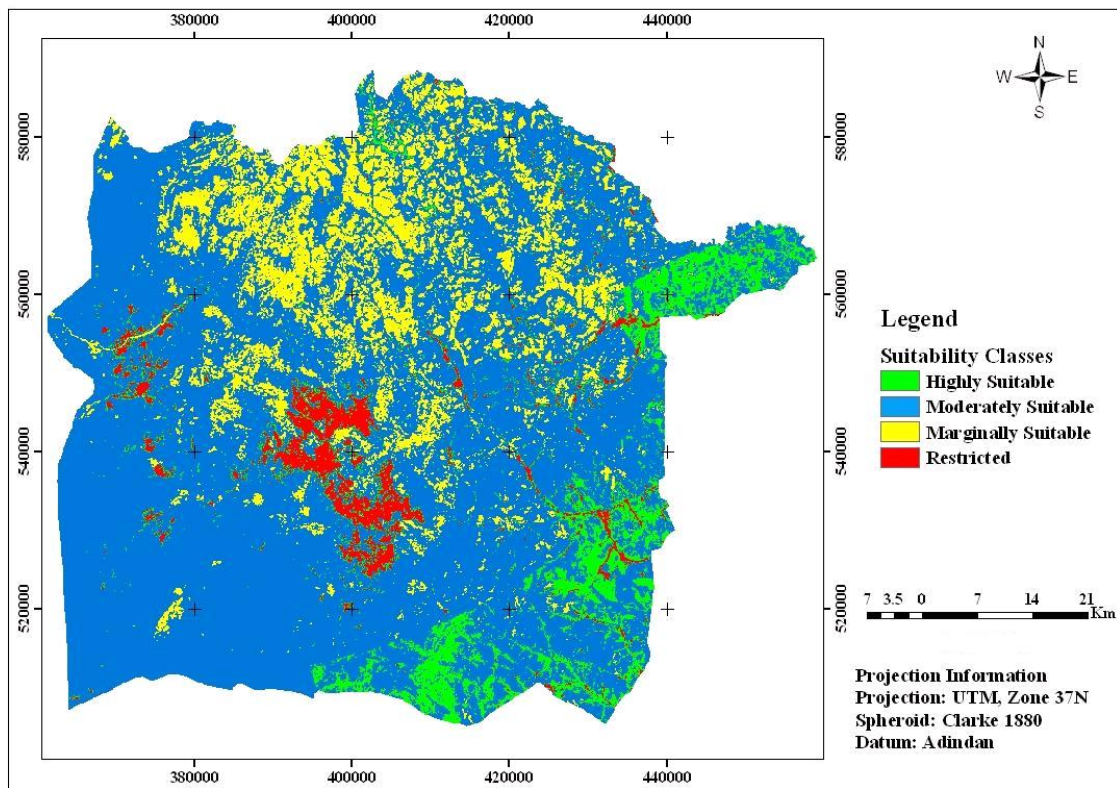 380000 400000 420000 440000
N
W E
S
580000 580000
560000 560000
540000 540000
520000 520000
Legend
Suitability Classes
Highly Suitable
Moderately Suitable
Marginally Suitable
Restricted
7 3.5 0 7 14 21
Km
Projection Information
Projection: UTM, Zone 37N
Spheroid: Clarke 1880
Datum: Adindan
380000 400000 420000 440000